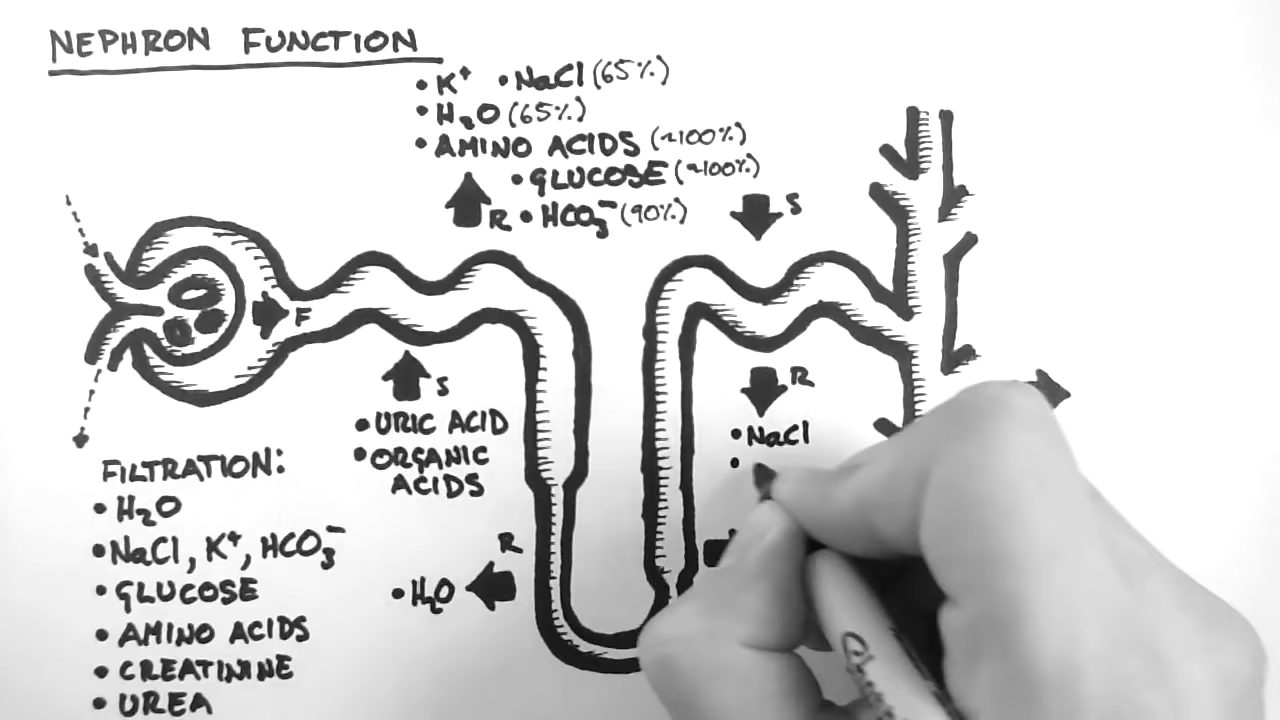 NEPHRON FUNCTION
• K⁺ • NaCl (65%)
• H₂O (65%)
• AMINO ACIDS (~100%)
• GLUCOSE (~100%)
R • HCO₃⁻ (90%)
S
F
S
• URIC ACID
• ORGANIC
ACIDS
R
• NaCl
•
FILTRATION:
• H₂O
• NaCl, K⁺, HCO₃⁻
• GLUCOSE
• AMINO ACIDS
• CREATININE
• UREA
R
• H₂O